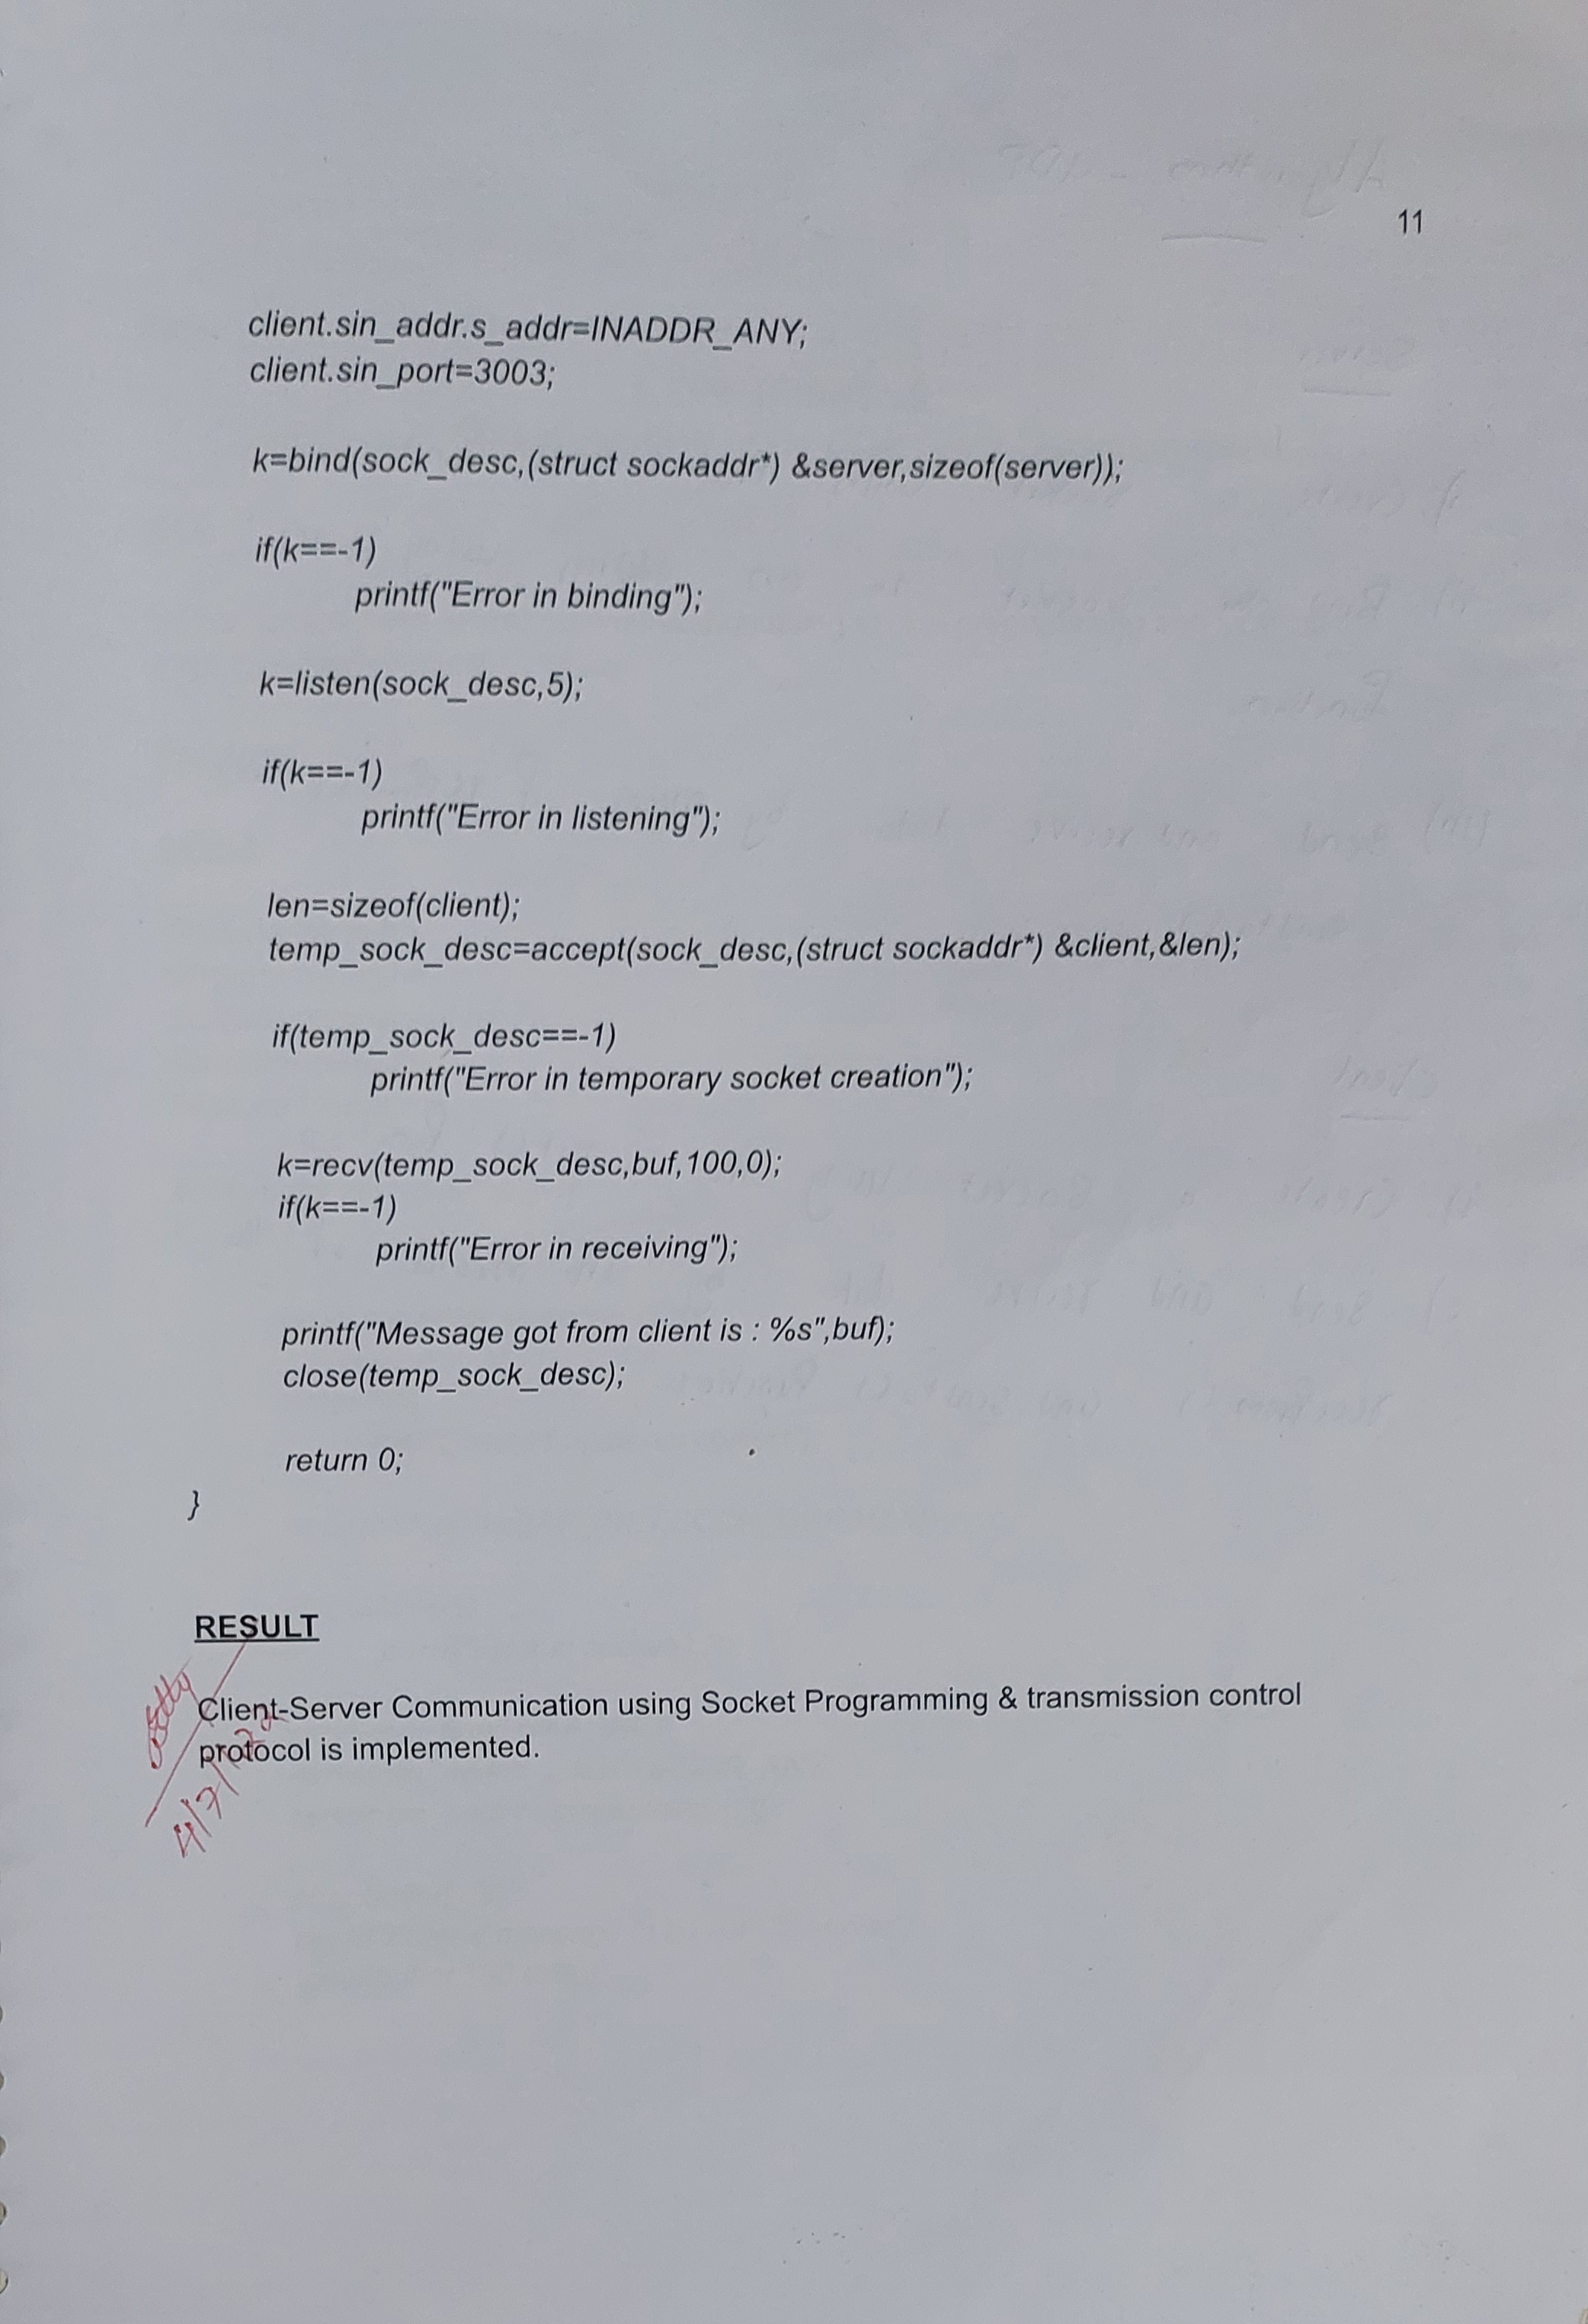 11
client.sin_addr.s_addr=INADDR_ANY;
client.sin_port=3003;
k=bind(sock_desc,(struct sockaddr*) &server,sizeof(server));
if(k==-1)
printf("Error in binding");
k=listen(sock_desc,5);
if(k==-1)
printf("Error in listening");
len=sizeof(client);
temp_sock_desc=accept(sock_desc,(struct sockaddr*) &client,&len);
if(temp_sock_desc==-1)
printf("Error in temporary socket creation");
k=recv(temp_sock_desc,buf,100,0);
if(k==-1)
printf("Error in receiving");
printf("Message got from client is : %s",buf);
close(temp_sock_desc);
return 0;
}
RESULT
Client-Server Communication using Socket Programming & transmission control
protocol is implemented.